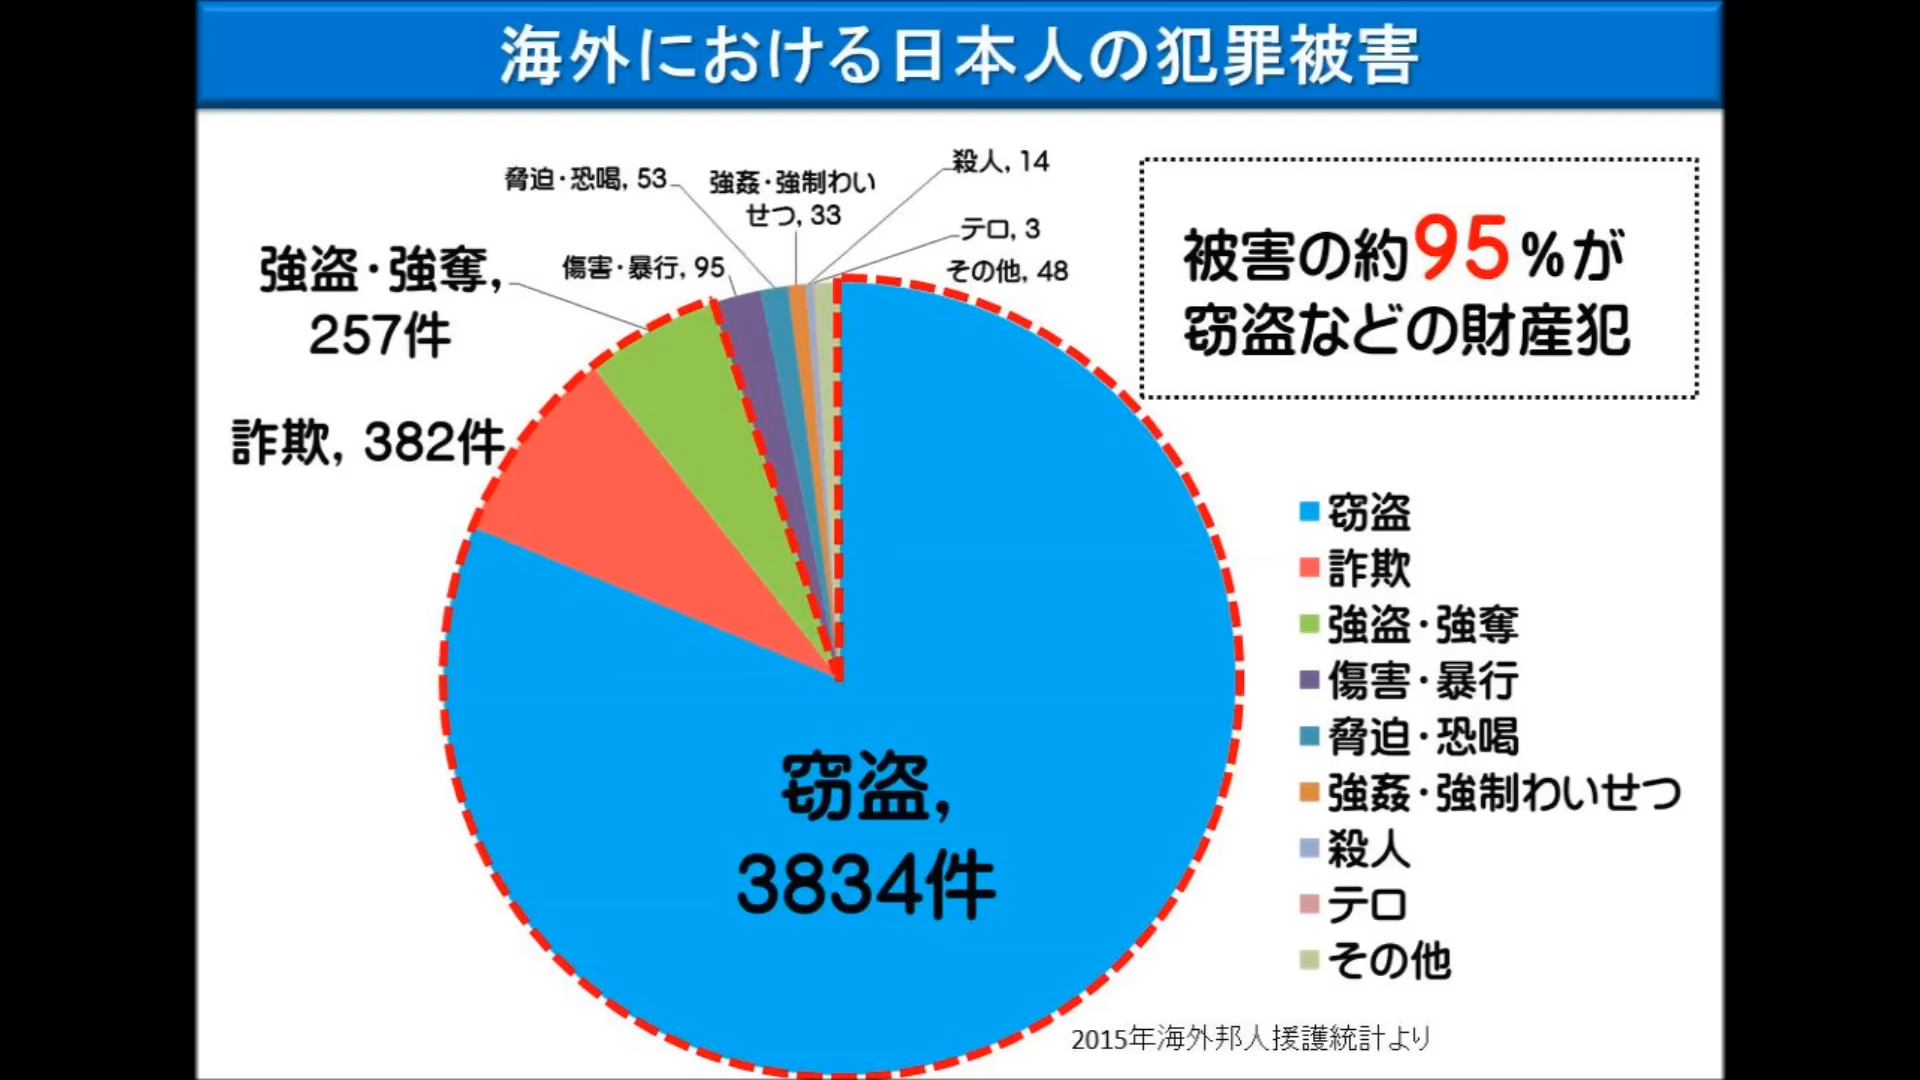 海外における日本人の犯罪被害
脅迫・恐喝, 53
強姦・強制わい
せつ, 33
殺人, 14
テロ, 3
その他, 48
傷害・暴行, 95
強盗・強奪,
257件
詐欺, 382件
窃盗,
3834件
被害の約95%が
窃盗などの財産犯
窃盗
詐欺
強盗・強奪
傷害・暴行
脅迫・恐喝
強姦・強制わいせつ
殺人
テロ
その他
2015年海外邦人援護統計より